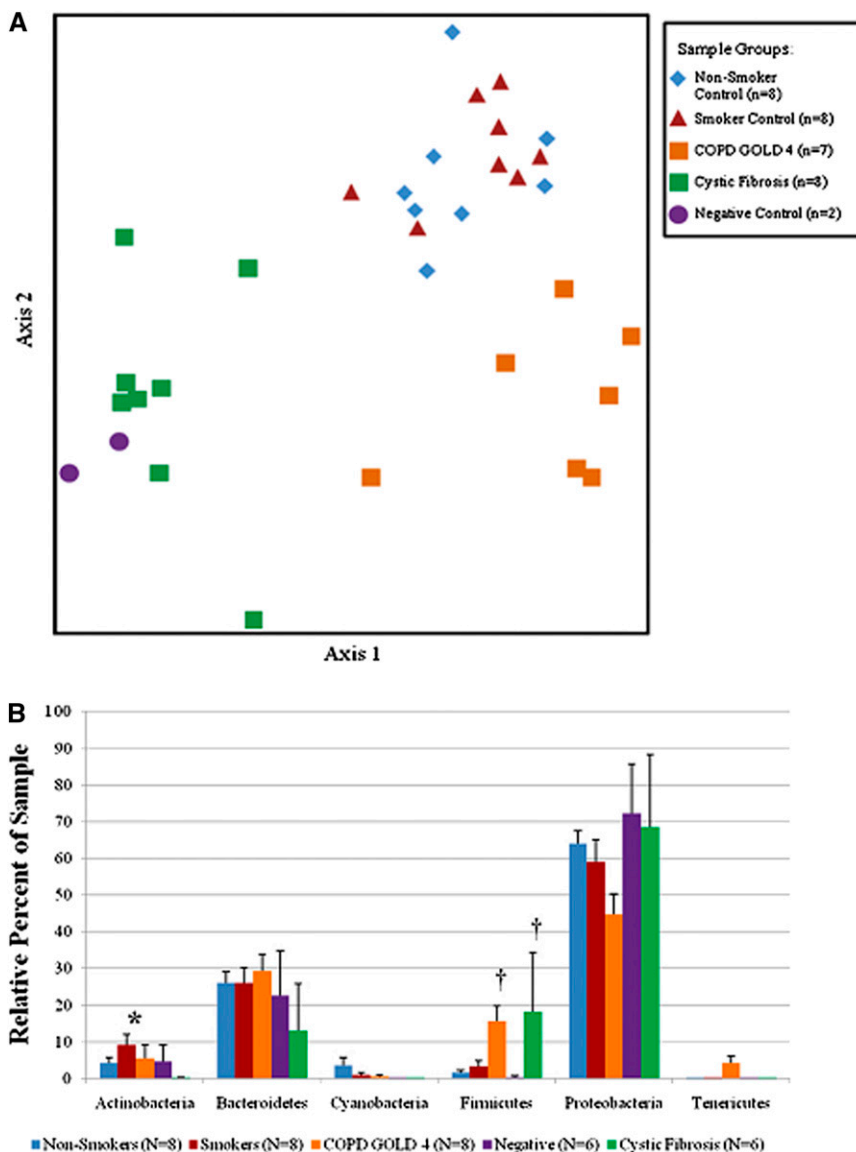 A
Axis 2
Axis 1
Sample Groups:
Non-Smoker
Control (n=8)
Smoker Control (n=8)
COPD GOLD 4 (n=7)
Cystic Fibrosis (n=8)
Negative Control (n=2)
B
Relative Percent of Sample
100
90
80
70
60
50
40
30
20
10
0
*
†
†
Actinobacteria Bacteroidetes Cyanobacteria Firmicutes Proteobacteria Tenericutes
Non-Smokers (N=8) Smokers (N=8) COPD GOLD 4 (N=8) Negative (N=6) Cystic Fibrosis (N=6)